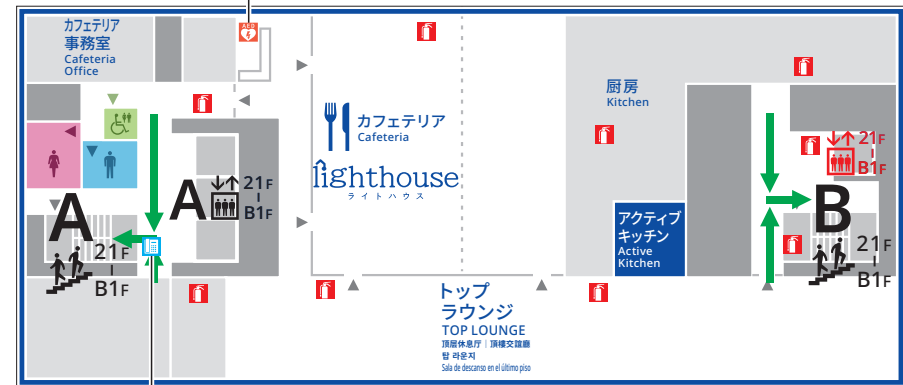 カフェテリア
事務室
Cafeteria
Office
AED
厨房
Kitchen
カフェテリア
Cafeteria
lighthouse
ライトハウス
A
21F
B1F
A
21F
B1F
21F
B1F
B
21F
B1F
アクティブ
キッチン
Active
Kitchen
トップ
ラウンジ
TOP LOUNGE
頂層休息庁｜頂樓交誼廳
탑 라운지
Sala de descanso en el último piso